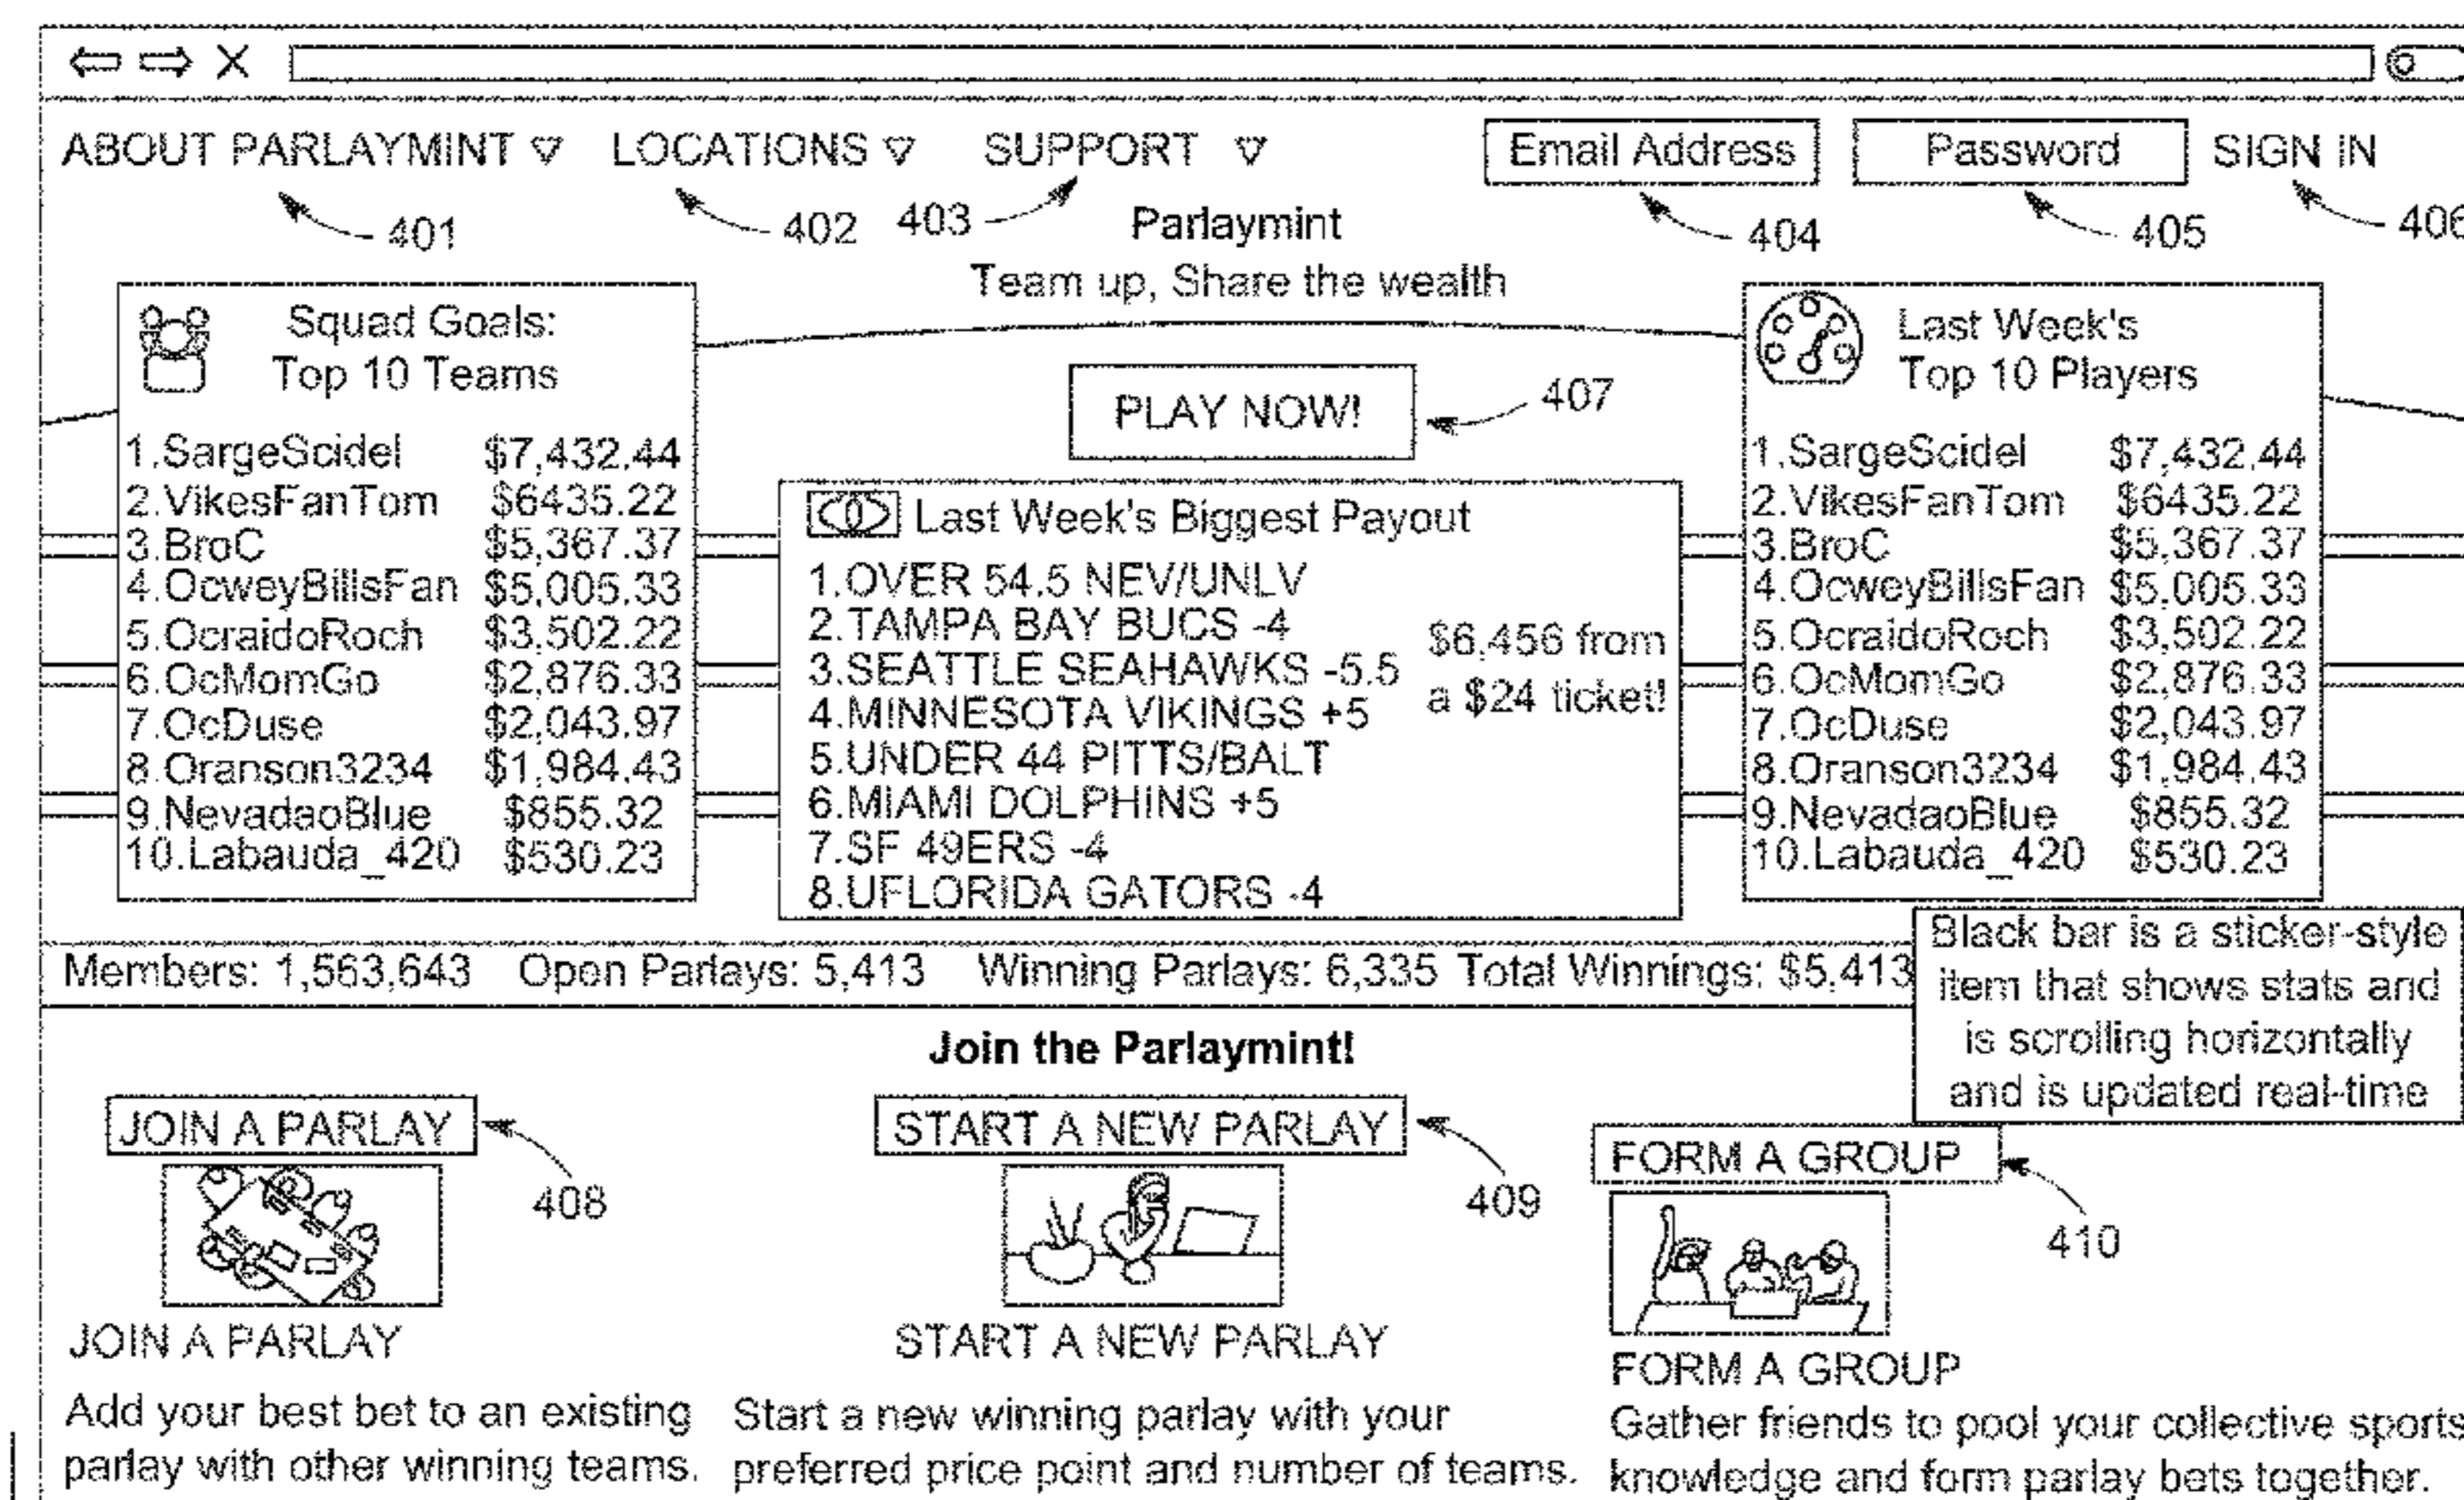 ABOUT PARLAYMINT LOCATIONS SUPPORT Email Address Password SIGN IN
401 402 403 404 405 406
Parlaymint
Team up, Share the wealth
Squad Goals:
Top 10 Teams
1.SargeScidel $7,432.44
2.VikesFanTom $6435.22
3.BroC $5,367.37
4.OcweyBillsFan $5,005.33
5.OcraidoRoch $3,502.22
6.OcMomGo $2,876.33
7.OcDuse $2,043.97
8.Oranson3234 $1,984.43
9.NevadaoBlue $855.32
10.Labauda_420 $530.23
PLAY NOW! 407
Last Week's Biggest Payout
1.OVER 54.5 NEV/UNLV
2.TAMPA BAY BUCS -4
3.SEATTLE SEAHAWKS -5.5
4.MINNESOTA VIKINGS +5
5.UNDER 44 PITTS/BALT
6.MIAMI DOLPHINS +5
7.SF 49ERS -4
8.UFLORIDA GATORS -4
$6,456 from
a $24 ticket!
Last Week's
Top 10 Players
1.SargeScidel $7,432.44
2.VikesFanTom $6435.22
3.BroC $5,367.37
4.OcweyBillsFan $5,005.33
5.OcraidoRoch $3,502.22
6.OcMomGo $2,876.33
7.OcDuse $2,043.97
8.Oranson3234 $1,984.43
9.NevadaoBlue $855.32
10.Labauda_420 $530.23
Members: 1,563,643 Open Parlays: 5,413 Winning Parlays: 6,335 Total Winnings: $5,413
Black bar is a sticker-style
item that shows stats and
is scrolling horizontally
and is updated real-time
Join the Parlaymint!
JOIN A PARLAY
408
JOIN A PARLAY
Add your best bet to an existing
parlay with other winning teams.
START A NEW PARLAY
409
START A NEW PARLAY
Start a new winning parlay with your
preferred price point and number of teams.
FORM A GROUP
410
FORM A GROUP
Gather friends to pool your collective sports
knowledge and form parlay bets together.